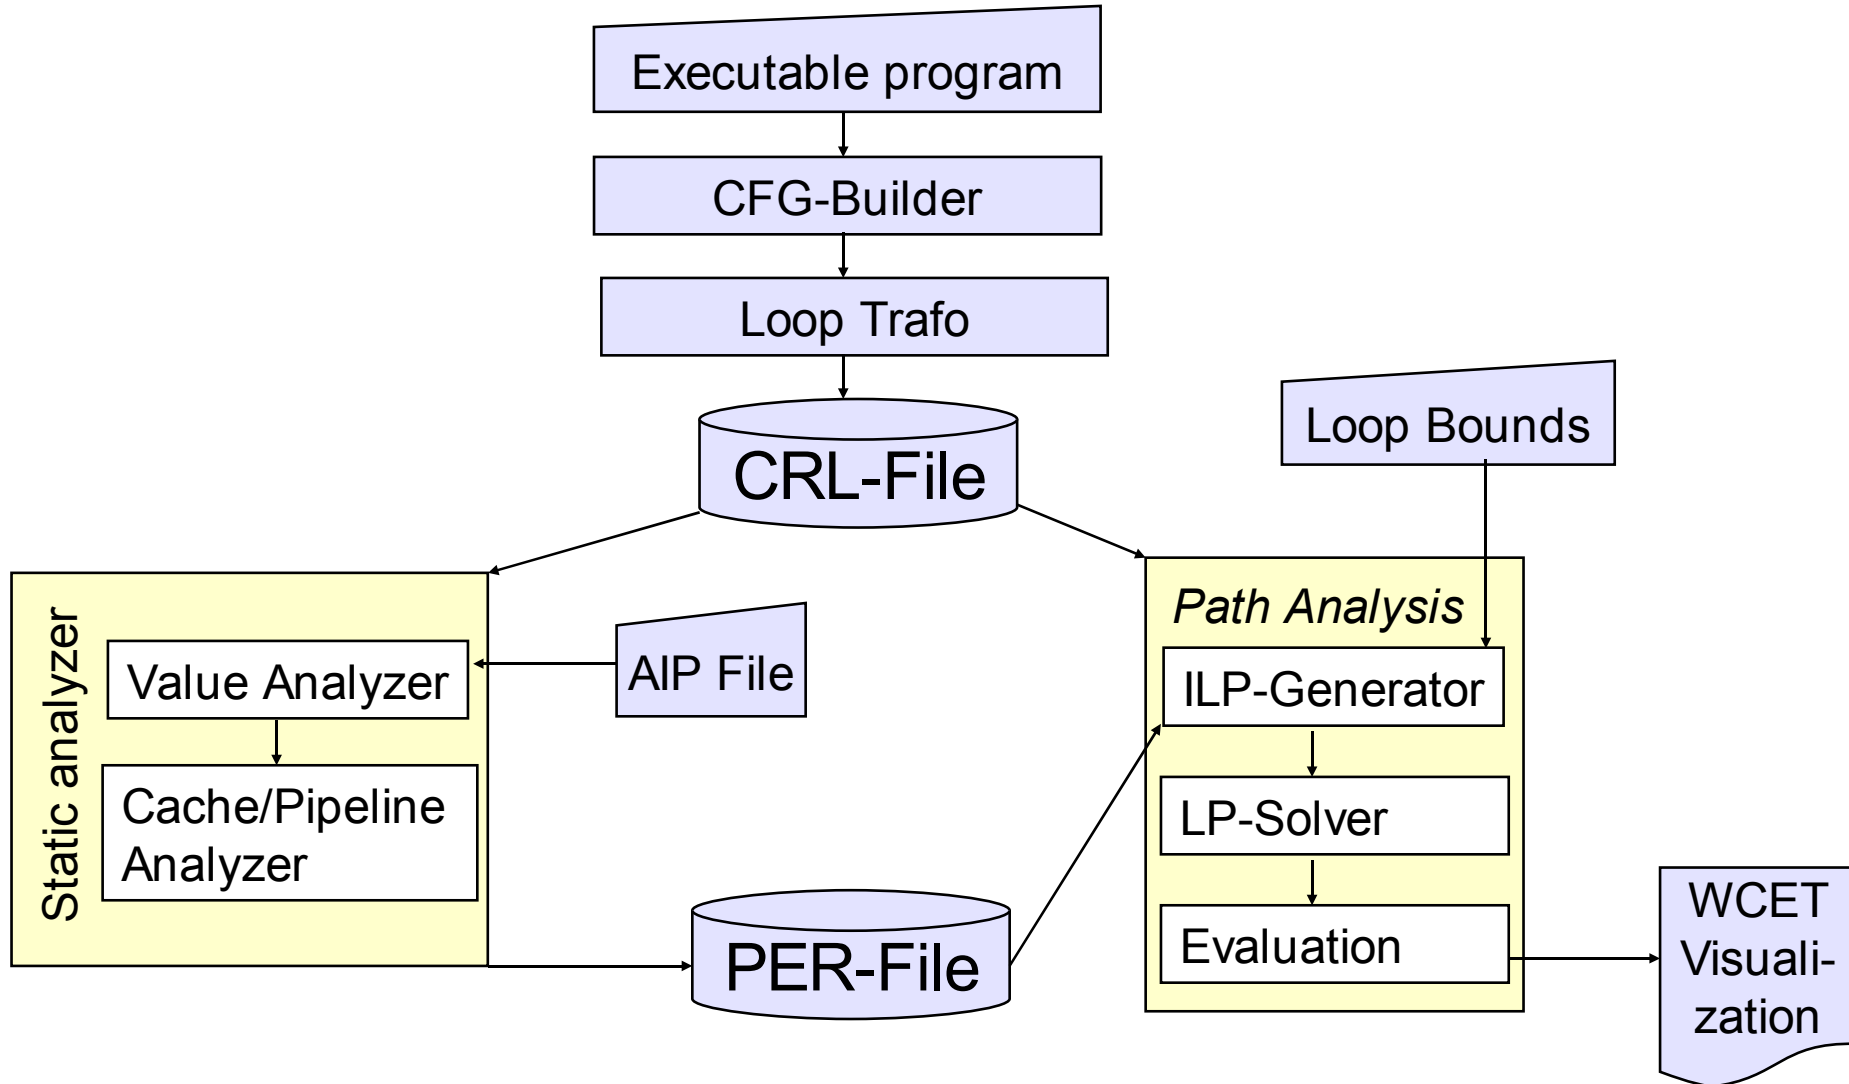 Executable program
CFG-Builder
Loop Trafo
CRL-File
Loop Bounds
Static analyzer
Value Analyzer
Cache/Pipeline
Analyzer
AIP File
PER-File
Path Analysis
ILP-Generator
LP-Solver
Evaluation
WCET
Visuali-
zation